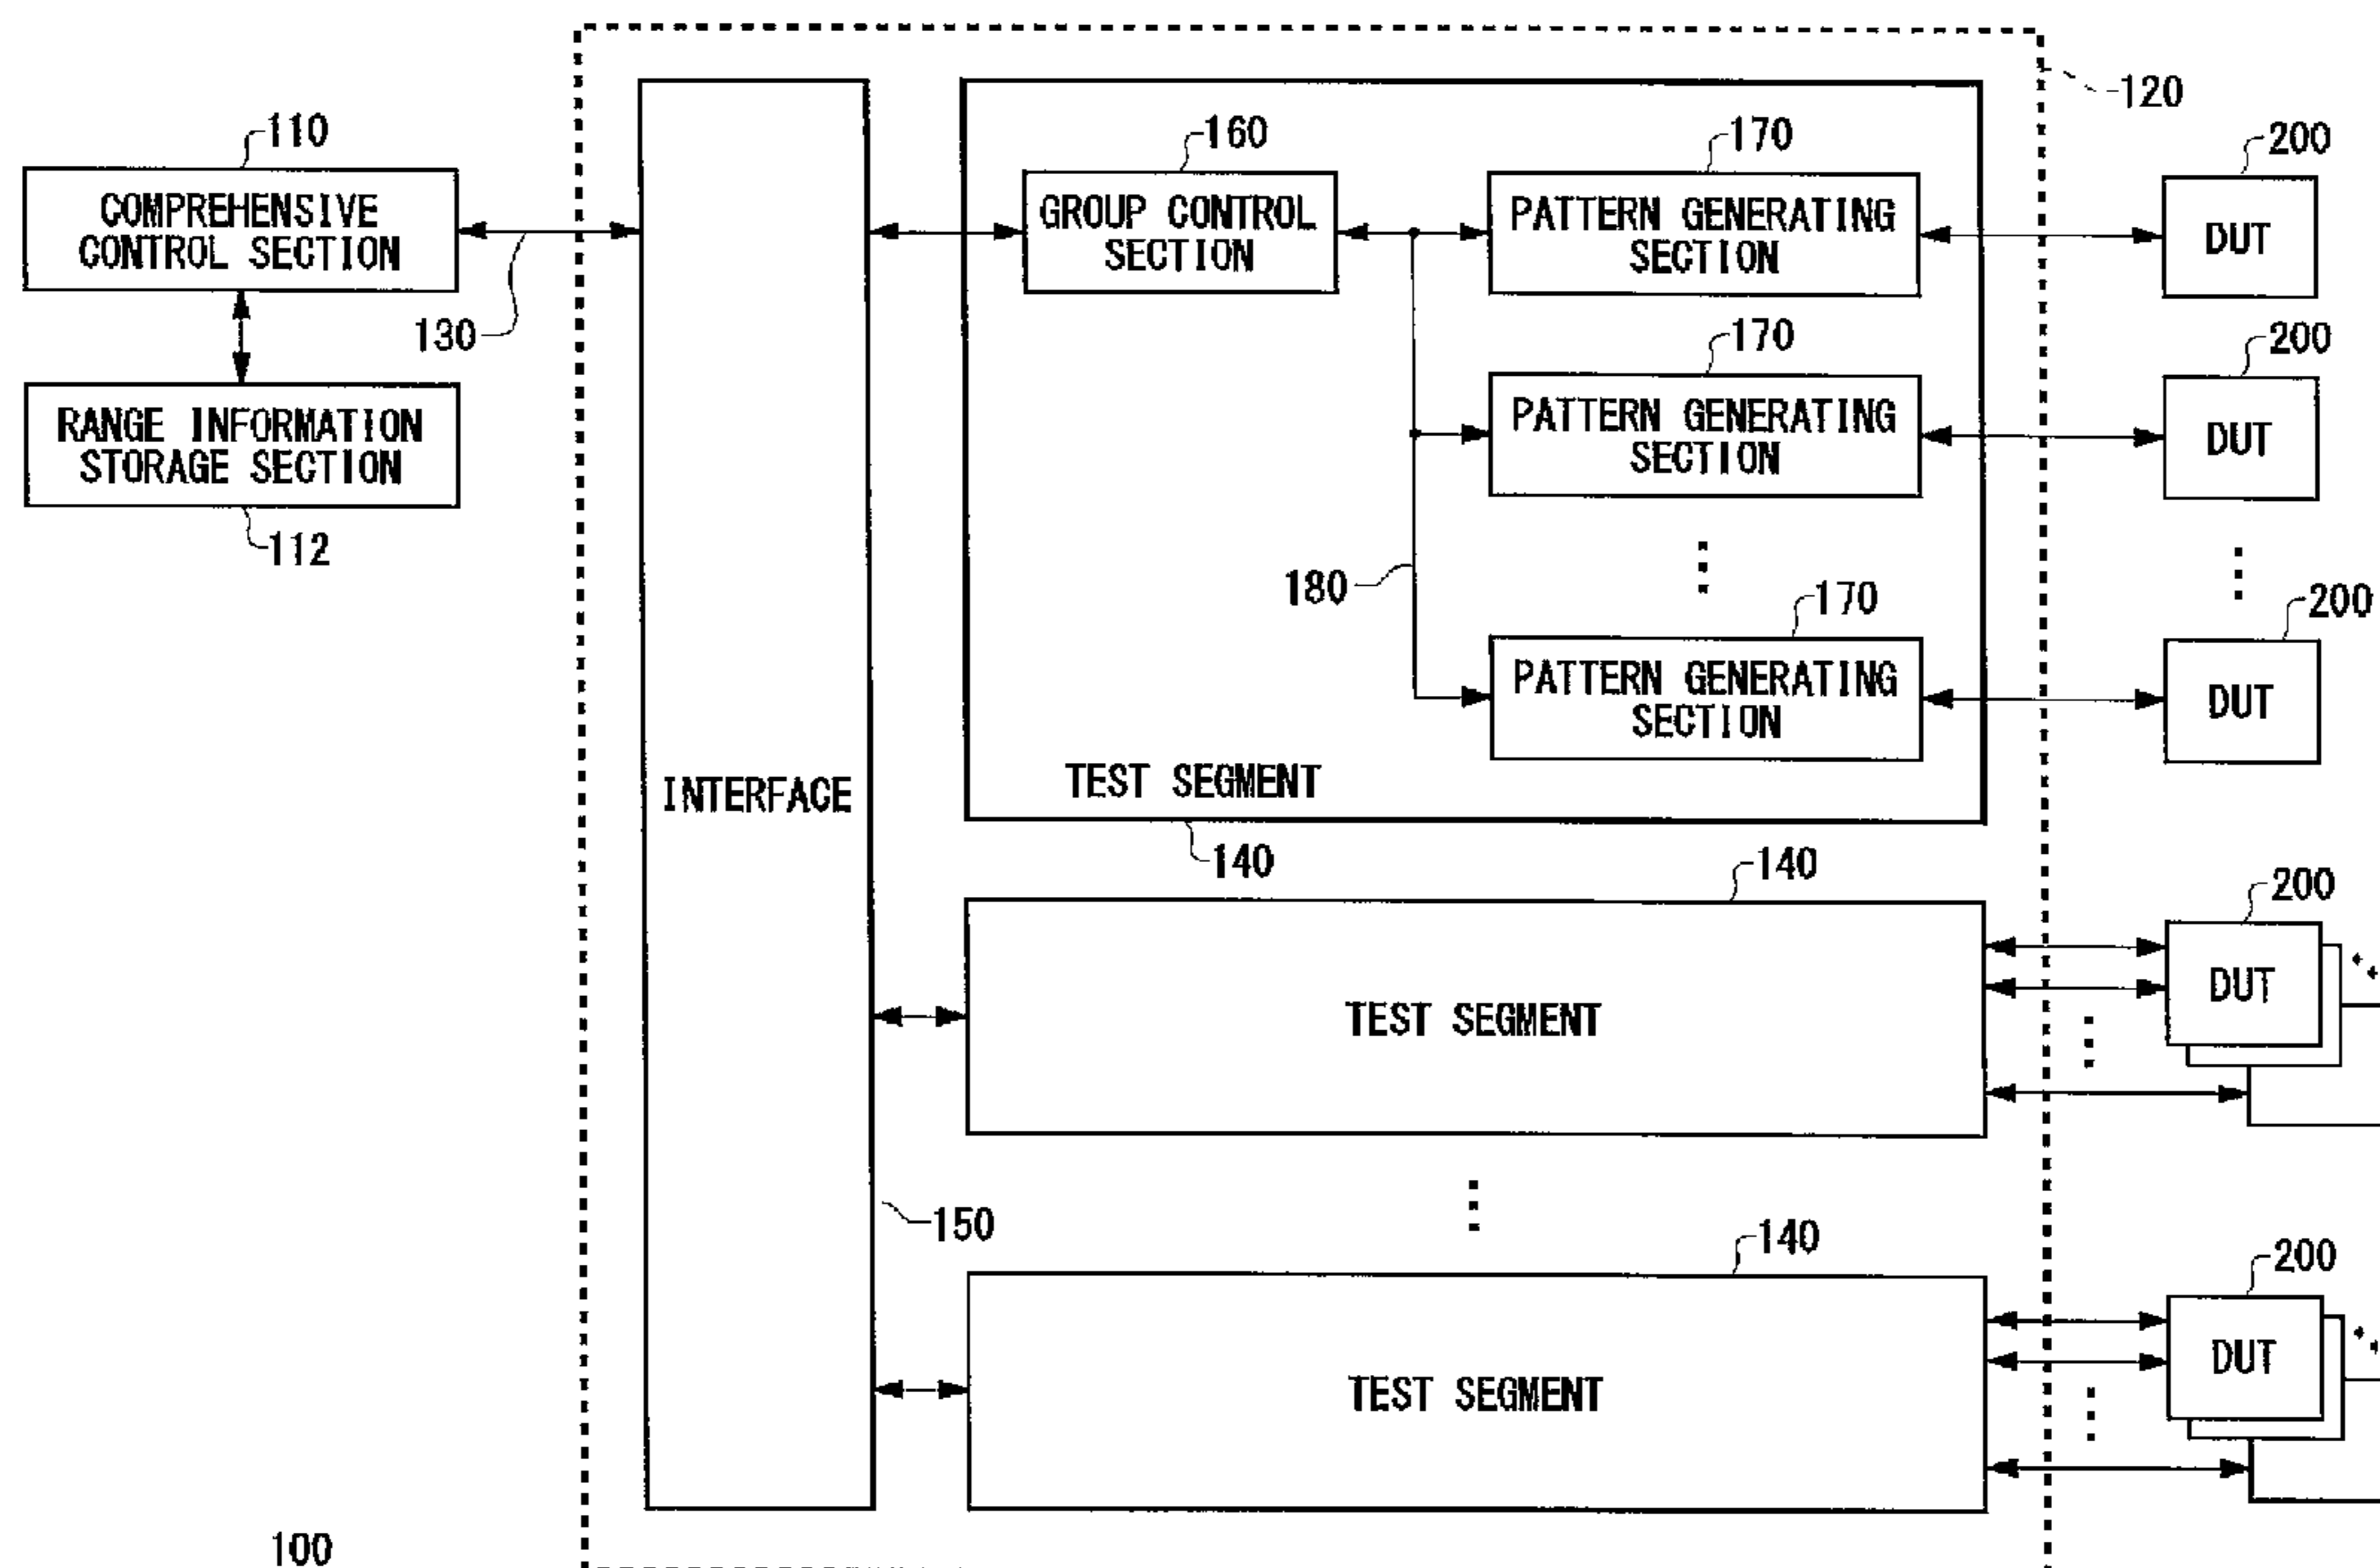 120
110
160
170
200
COMPREHENSIVE
CONTROL SECTION
GROUP CONTROL
SECTION
PATTERN GENERATING
SECTION
DUT
130
170
200
RANGE INFORMATION
STORAGE SECTION
PATTERN GENERATING
SECTION
DUT
112
180
170
200
PATTERN GENERATING
SECTION
DUT
INTERFACE
TEST SEGMENT
140
140
200
TEST SEGMENT
DUT
150
140
200
TEST SEGMENT
DUT
100